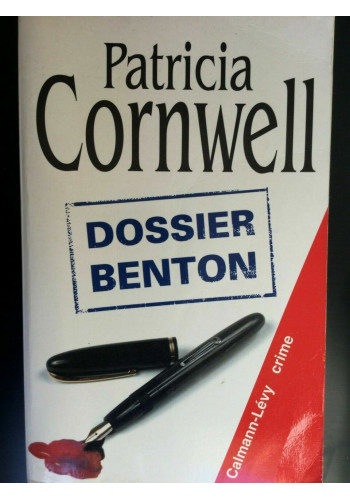 Patricia
Cornwell
DOSSIER
BENTON
Calmann-Lévy crime